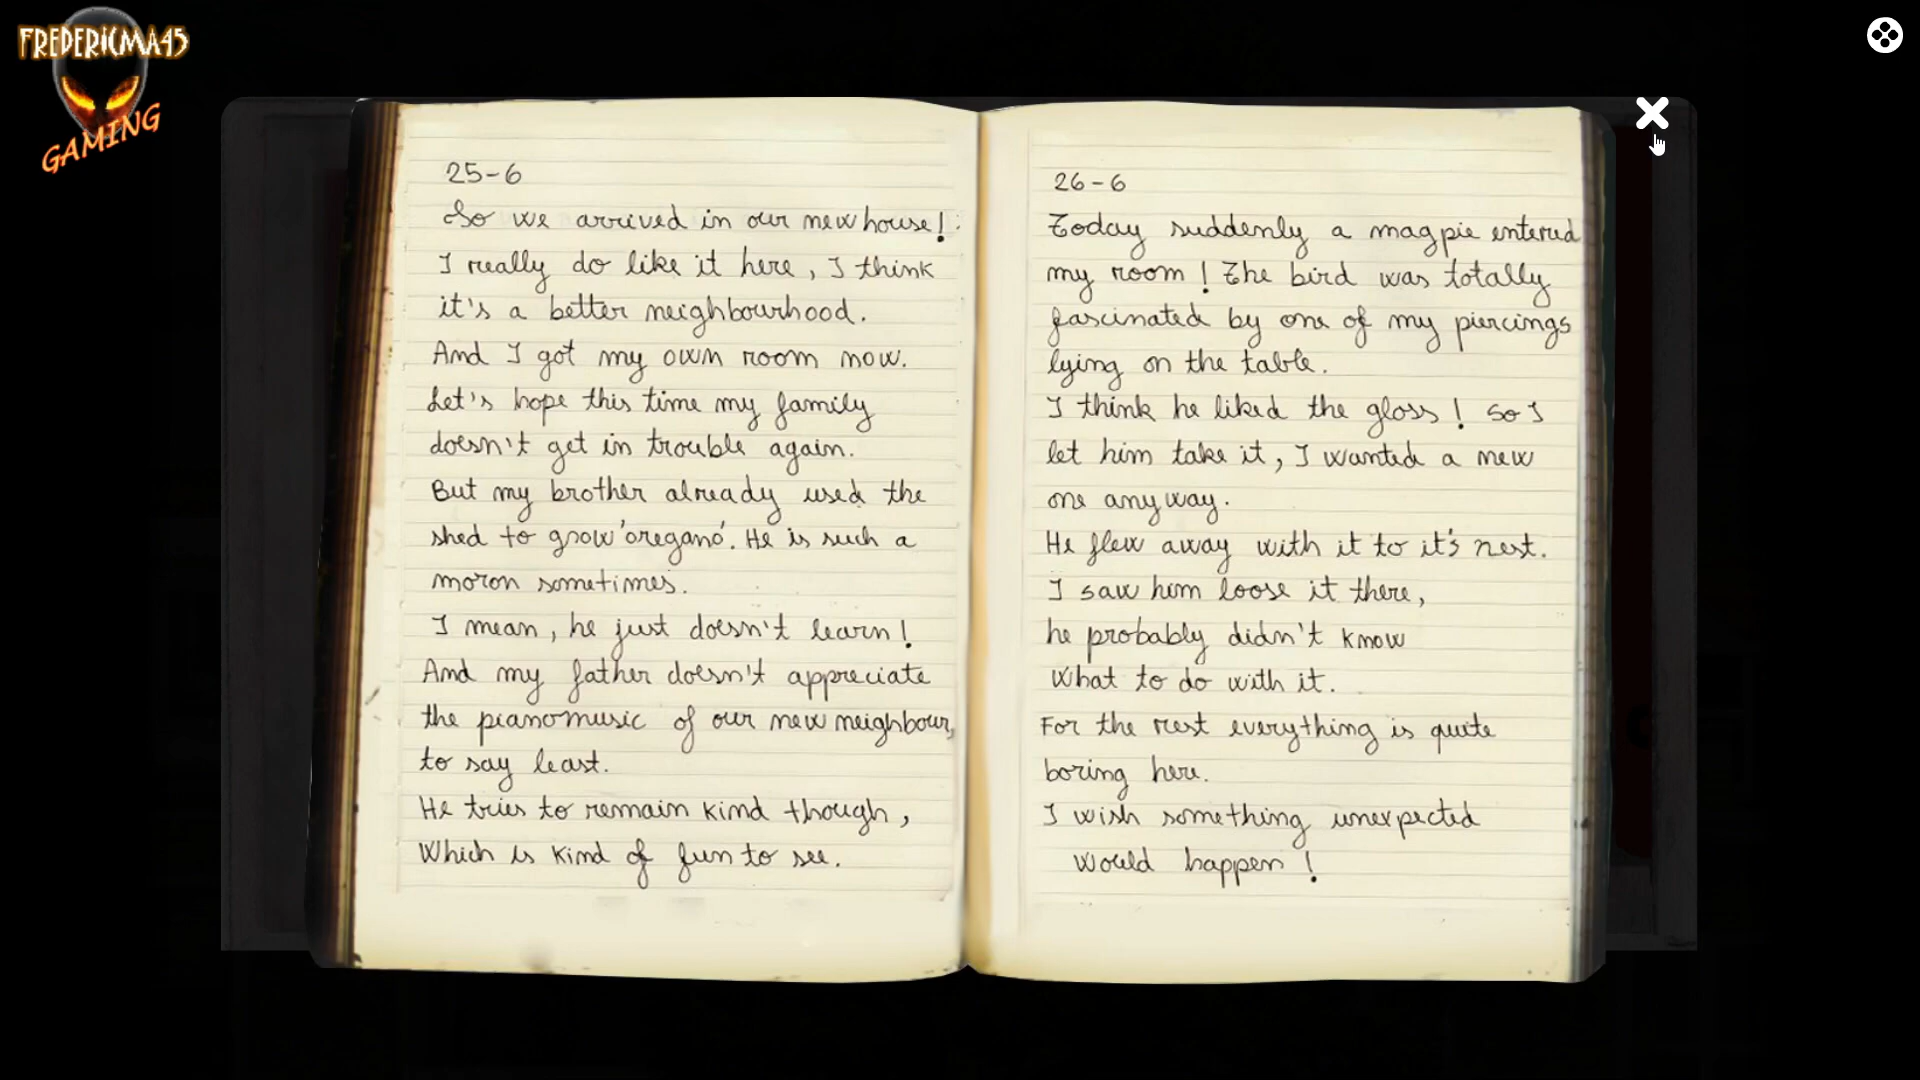 FREDERICMA45
GAMING
25-6
So we arrived in our new house!
I really do like it here, I think
it's a better neighbourhood.
And I got my own room now.
Let's hope this time my family
doesn't get in trouble again.
But my brother already used the
shed to grow 'oregano'. He is such a
moron sometimes.
I mean, he just doesn't learn!
And my father doesn't appreciate
the pianomusic of our new neighbour,
to say least.
He tries to remain kind though,
Which is kind of fun to see.
26-6
Today suddenly a magpie entered
my room! The bird was totally
fascinated by one of my piercings
lying on the table.
I think he liked the gloss! So I
let him take it, I wanted a new
one anyway.
He flew away with it to it's nest.
I saw him loose it there,
he probably didn't know
What to do with it.
For the rest everything is quite
boring here.
I wish something unexpected
would happen!